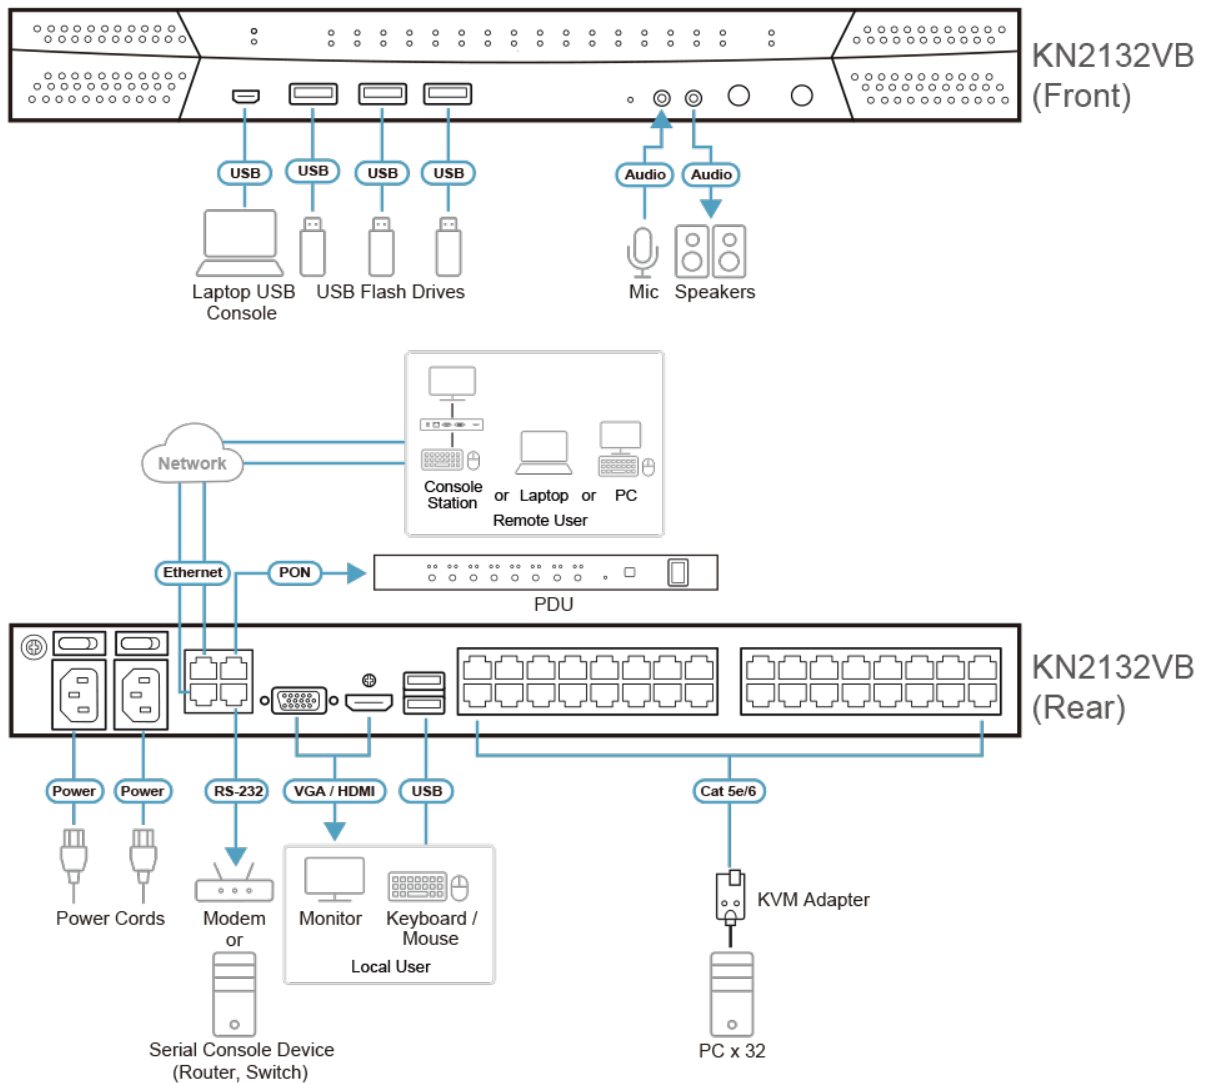 KN2132VB
(Front)
USB
USB
USB
USB
Audio
Audio
Laptop USB
Console
USB Flash Drives
Mic
Speakers
Network
Console
Station
or
Laptop
or
PC
Remote User
Ethernet
PON
PDU
KN2132VB
(Rear)
Power
Power
RS-232
VGA / HDMI
USB
Cat 5e/6
Power Cords
Modem
or
Monitor
Keyboard /
Mouse
Local User
KVM Adapter
Serial Console Device
(Router, Switch)
PC x 32